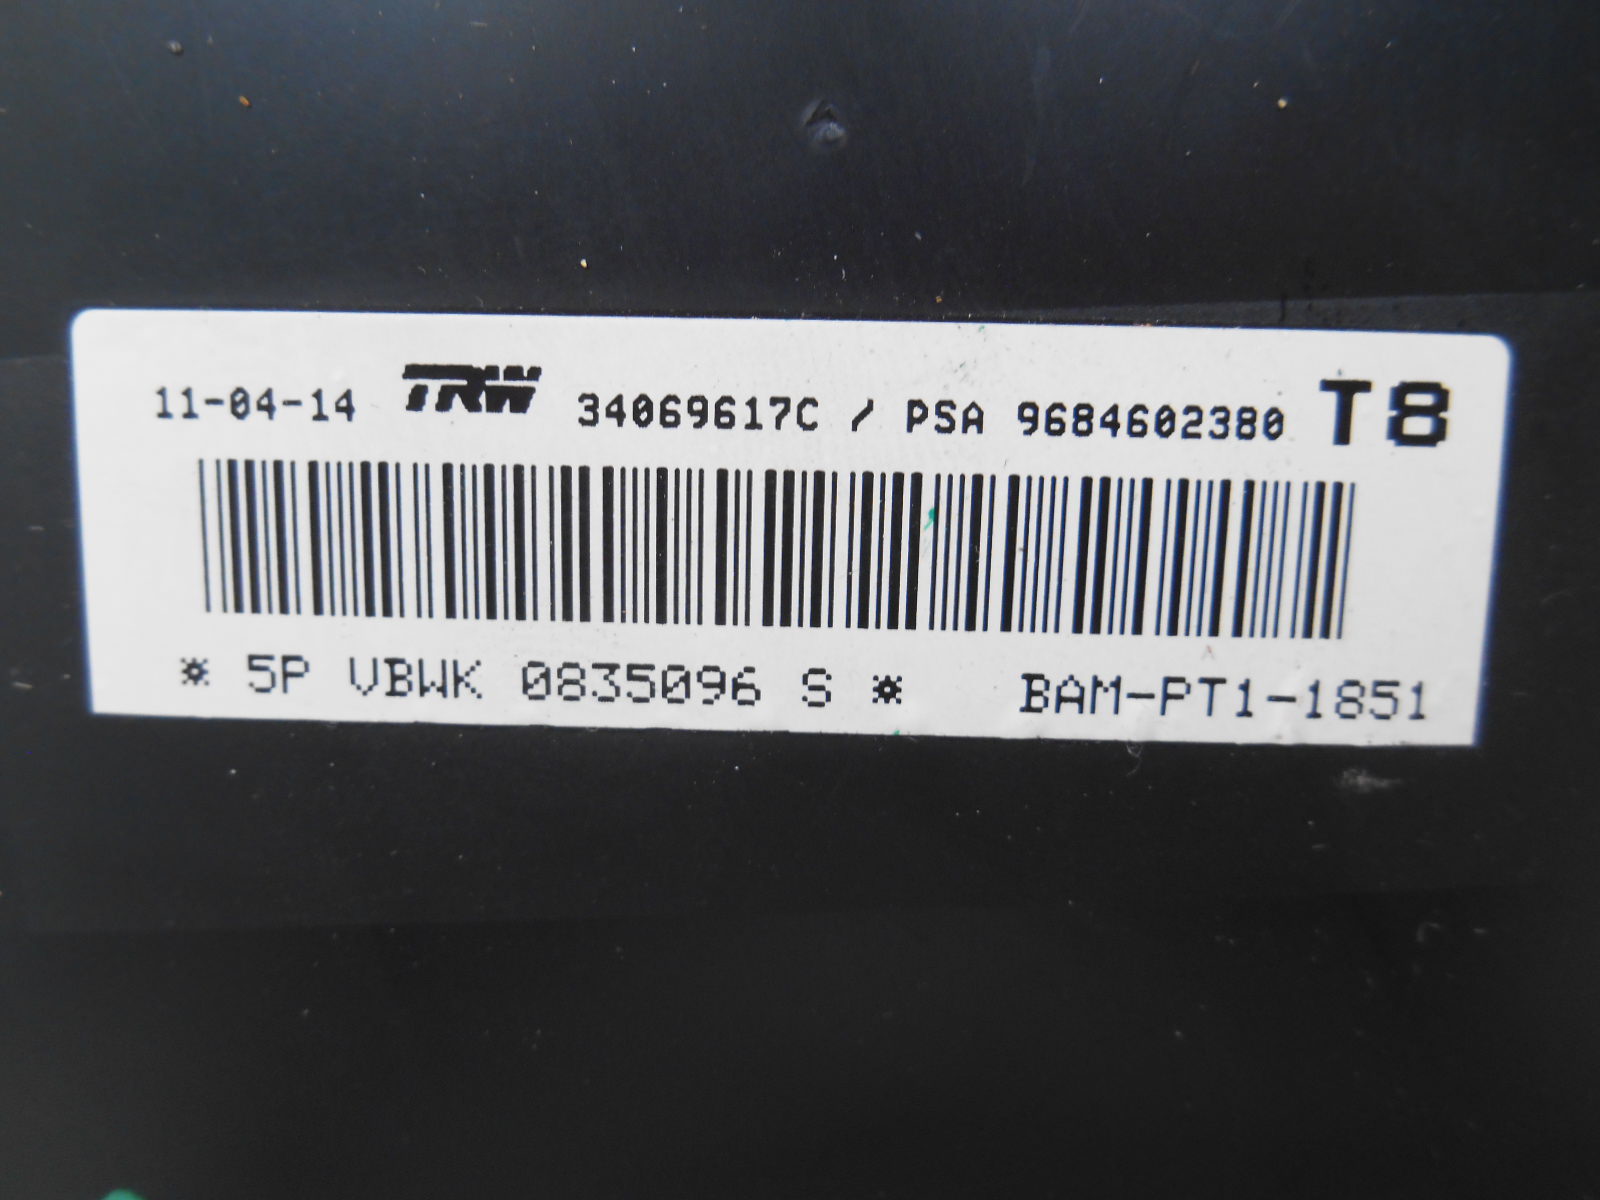 11-04-14 TRW 34069617C / PSA 9684602380 T8
* 5P VBWK 0835096 S * BAM-PT1-1851